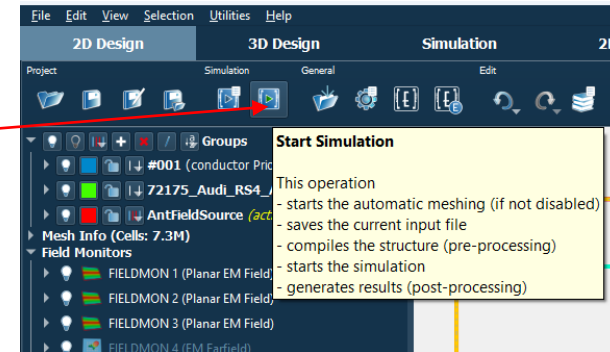 File Edit View Selection Utilities Help
2D Design 3D Design Simulation 2
Project Simulation General Edit
Groups
#001 (conductor Prio
72175_Audi_RS4_A
AntFieldSource (act
Mesh Info (Cells: 7.3M)
Field Monitors
FIELDMON 1 (Planar EM Field)
FIELDMON 2 (Planar EM Field)
FIELDMON 3 (Planar EM Field)
FIELDMON 4 (EM Farfield)
Start Simulation
This operation
- starts the automatic meshing (if not disabled)
- saves the current input file
- compiles the structure (pre-processing)
- starts the simulation
- generates results (post-processing)